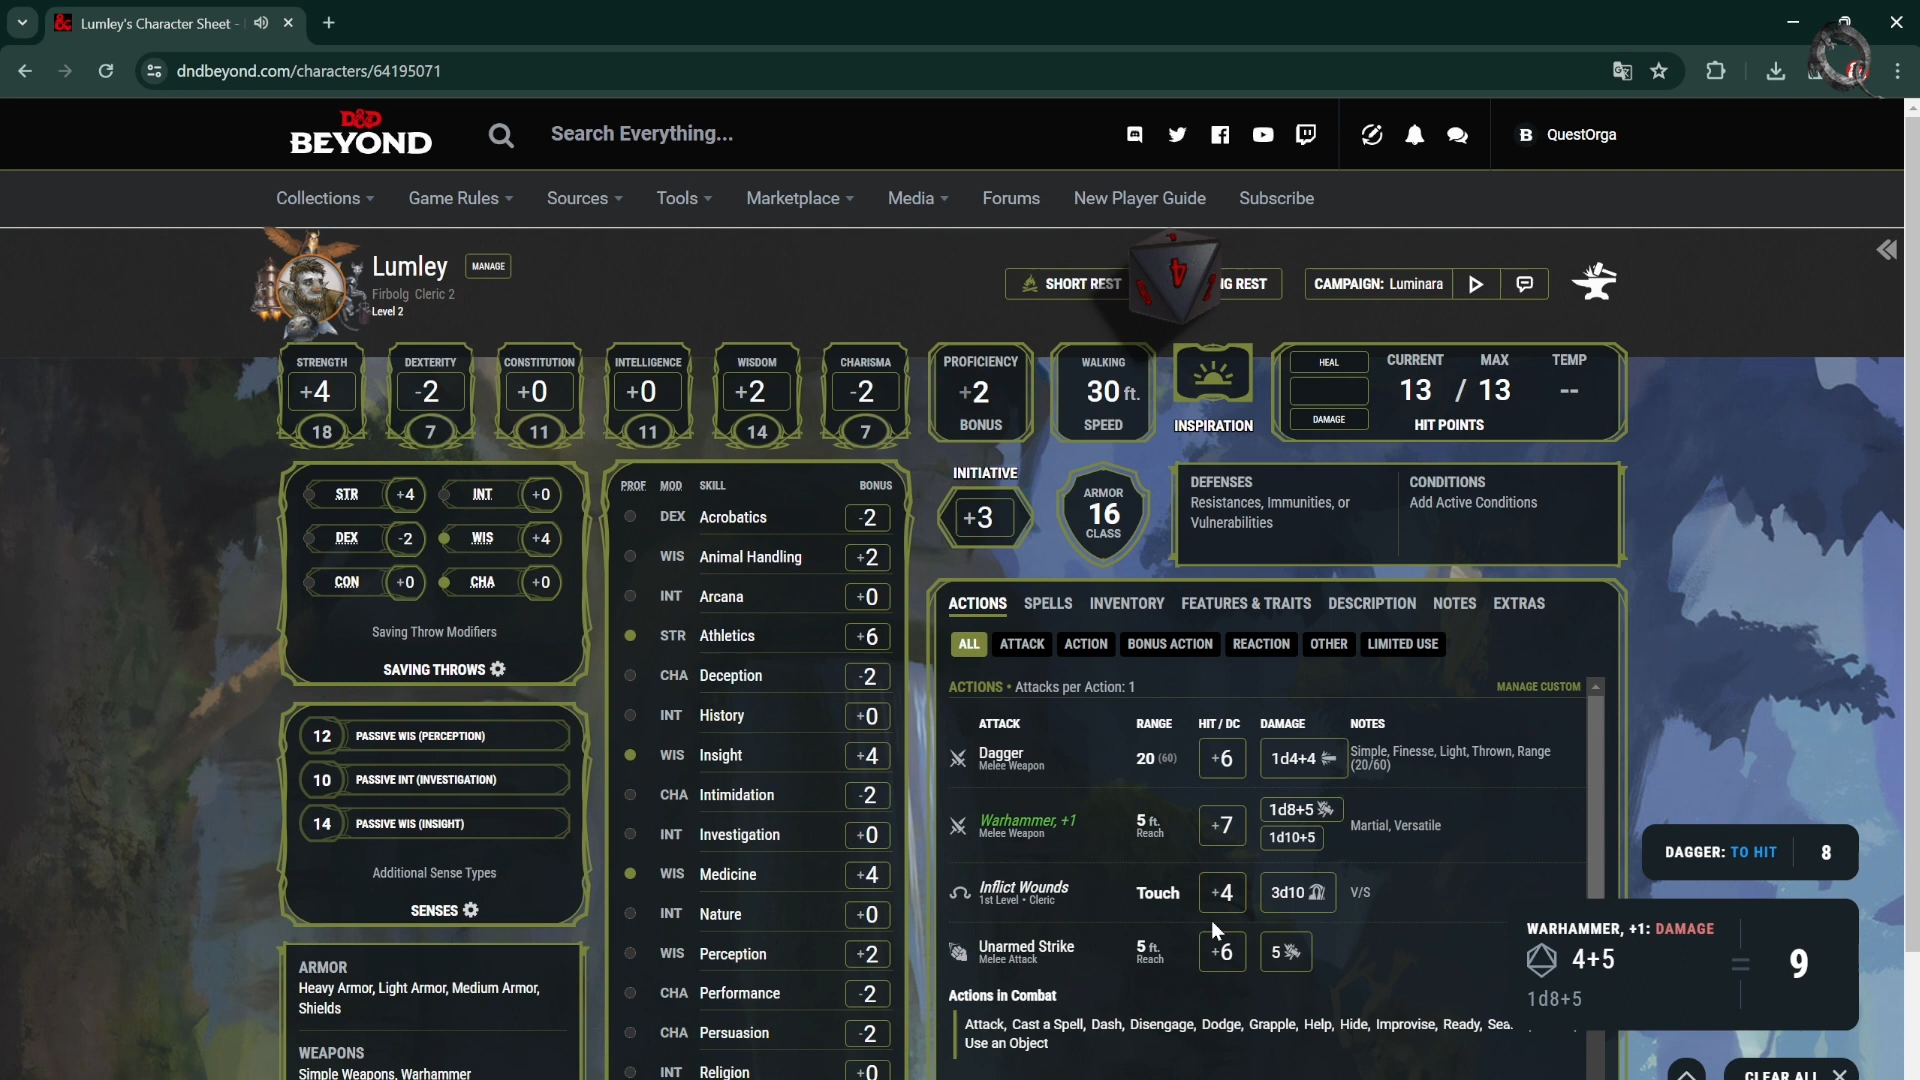 Lumley's Character Sheet -
dndbeyond.com/characters/64195071
D&D
BEYOND
Search Everything...
QuestOrga
Collections
Game Rules
Sources
Tools
Marketplace
Media
Forums
New Player Guide
Subscribe
Lumley
MANAGE
Firbolg Cleric 2
Level 2
SHORT REST
NG REST
CAMPAIGN: Luminara
4
STRENGTH
+4
18
DEXTERITY
-2
7
CONSTITUTION
+0
11
INTELLIGENCE
+0
11
WISDOM
+2
14
CHARISMA
-2
7
PROFICIENCY
+2
BONUS
WALKING
30 ft.
SPEED
INSPIRATION
HEAL
DAMAGE
CURRENT MAX TEMP
13 / 13 --
HIT POINTS
STR +4 INT +0
DEX -2 WIS +4
CON +0 CHA +0
Saving Throw Modifiers
SAVING THROWS
12 PASSIVE WIS (PERCEPTION)
10 PASSIVE INT (INVESTIGATION)
14 PASSIVE WIS (INSIGHT)
Additional Sense Types
SENSES
ARMOR
Heavy Armor, Light Armor, Medium Armor,
Shields
WEAPONS
Simple Weapons, Warhammer
PROF MOD SKILL BONUS
DEX Acrobatics -2
WIS Animal Handling +2
INT Arcana +0
STR Athletics +6
CHA Deception -2
INT History +0
WIS Insight +4
CHA Intimidation -2
INT Investigation +0
WIS Medicine +4
INT Nature +0
WIS Perception +2
CHA Performance -2
CHA Persuasion -2
INT Religion +0
INITIATIVE
+3
ARMOR
16
CLASS
DEFENSES
Resistances, Immunities, or
Vulnerabilities
CONDITIONS
Add Active Conditions
ACTIONS SPELLS INVENTORY FEATURES & TRAITS DESCRIPTION NOTES EXTRAS
ALL ATTACK ACTION BONUS ACTION REACTION OTHER LIMITED USE
ACTIONS • Attacks per Action: 1
MANAGE CUSTOM
ATTACK RANGE HIT / DC DAMAGE NOTES
Dagger
Melee Weapon
20 (60) +6 1d4+4
Simple, Finesse, Light, Thrown, Range
(20/60)
Warhammer, +1
Melee Weapon
5 ft.
Reach
+7
1d8+5
1d10+5
Martial, Versatile
Inflict Wounds
1st Level • Cleric
Touch +4 3d10 V/S
Unarmed Strike
Melee Attack
5 ft.
Reach
+6 5
Actions in Combat
Attack, Cast a Spell, Dash, Disengage, Dodge, Grapple, Help, Hide, Improvise, Ready, Sea
Use an Object
DAGGER: TO HIT 8
WARHAMMER, +1: DAMAGE
4+5 = 9
1d8+5
CLEAR ALL